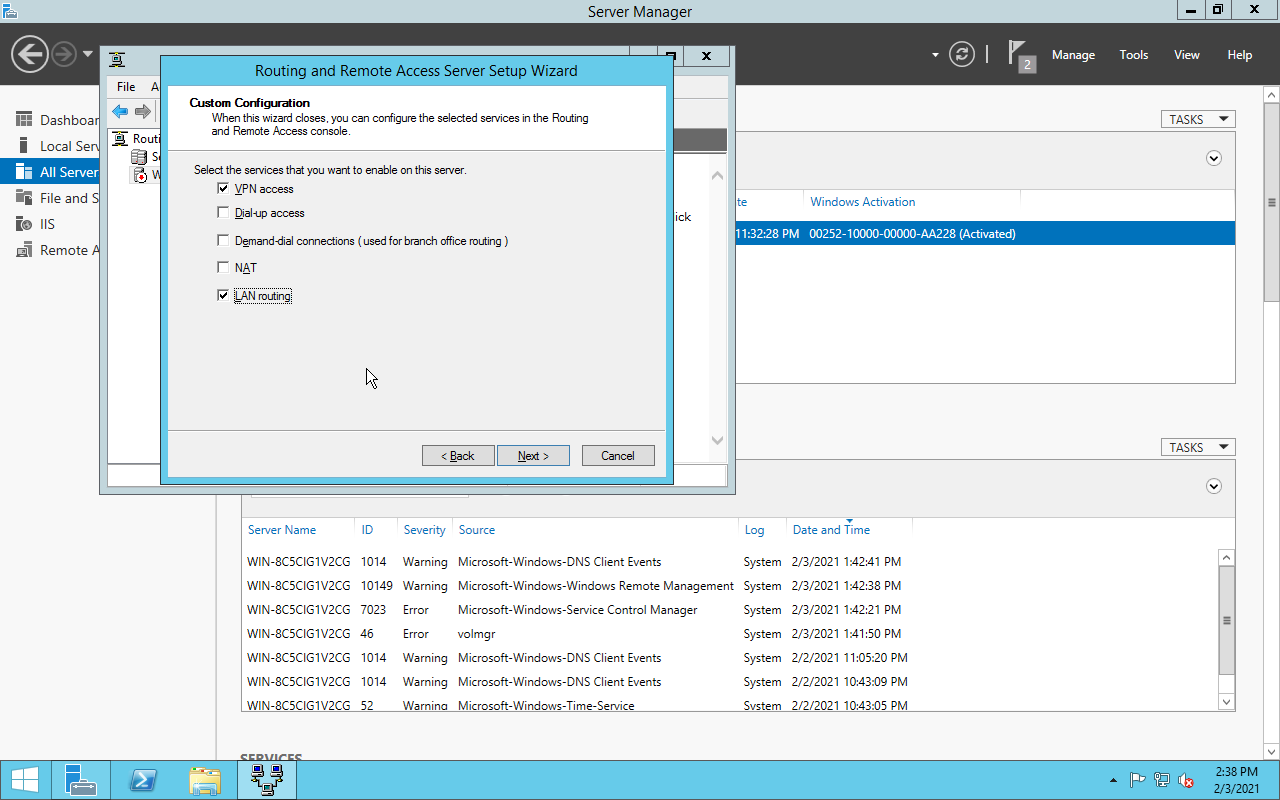 Server Manager
2
Manage
Tools
View
Help
Routing and Remote Access Server Setup Wizard
File
Custom Configuration
When this wizard closes, you can configure the selected services in the Routing
and Remote Access console.
Select the services that you want to enable on this server.
VPN access
Dial-up access
Demand-dial connections ( used for branch office routing )
NAT
LAN routing
< Back
Next >
Cancel
All Server
File and S
IIS
Remote A
TASKS
Windows Activation
11:32:28 PM 00252-10000-00000-AA228 (Activated)
TASKS
Server Name ID Severity Source Log Date and Time
WIN-8C5CIG1V2CG 1014 Warning Microsoft-Windows-DNS Client Events System 2/3/2021 1:42:41 PM
WIN-8C5CIG1V2CG 10149 Warning Microsoft-Windows-Windows Remote Management System 2/3/2021 1:42:38 PM
WIN-8C5CIG1V2CG 7023 Error Microsoft-Windows-Service Control Manager System 2/3/2021 1:42:21 PM
WIN-8C5CIG1V2CG 46 Error volmgr System 2/3/2021 1:41:50 PM
WIN-8C5CIG1V2CG 1014 Warning Microsoft-Windows-DNS Client Events System 2/2/2021 11:05:20 PM
WIN-8C5CIG1V2CG 1014 Warning Microsoft-Windows-DNS Client Events System 2/2/2021 10:43:09 PM
WIN-8C5CIG1V2CG 52 Warning Microsoft-Windows-Time-Service System 2/2/2021 10:43:05 PM
SERVICES
2:38 PM
2/3/2021